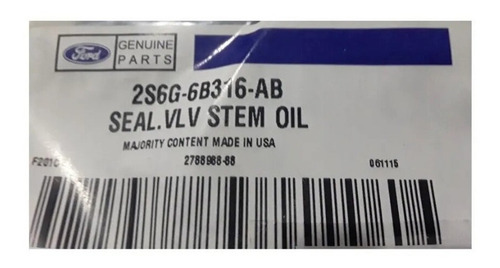 Ford GENUINE PARTS
2S6G-6B316-AB
SEAL.VLV STEM OIL
MAJORITY CONTENT MADE IN USA
2788988-88 061115